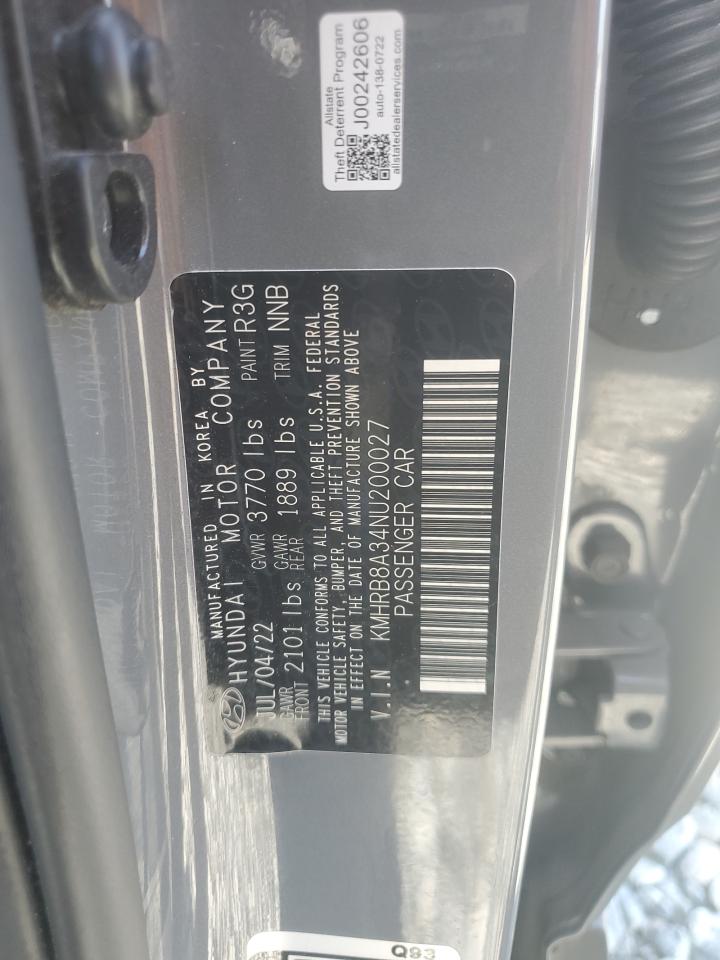 Allstate
Theft Deterrent Program
J00242606
auto-138-0722
allstatedealerservices.com
MANUFACTURED IN KOREA BY
HYUNDAI MOTOR COMPANY
JUL/04/22 GVWR 3770 lbs PAINT R3G
GAWR FRONT 2101 lbs GAWR REAR 1889 lbs TRIM NNB
THIS VEHICLE CONFORMS TO ALL APPLICABLE U.S.A. FEDERAL
MOTOR VEHICLE SAFETY, BUMPER, AND THEFT PREVENTION STANDARDS
IN EFFECT ON THE DATE OF MANUFACTURE SHOWN ABOVE
V.I.N KMHRB8A34NU200027
PASSENGER CAR
Q93